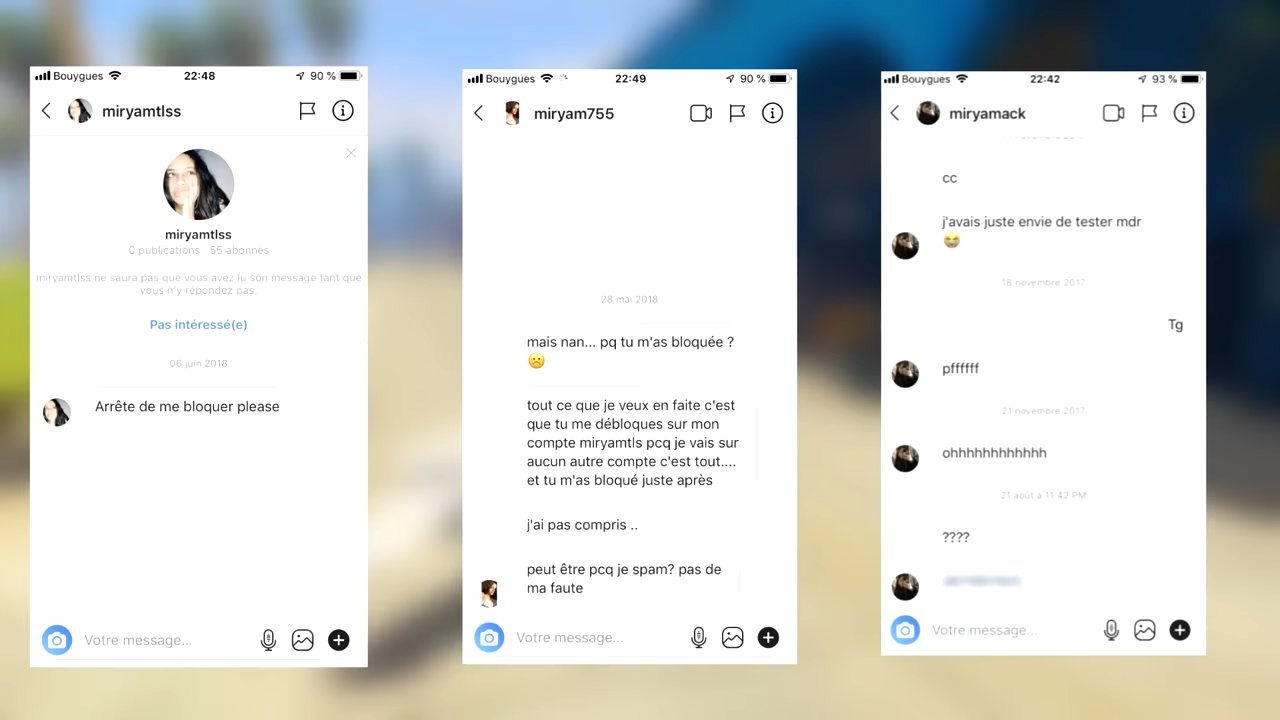 Bouygues 22:48 90 %
miryamtlss
miryamtlss
0 publications 55 abonnes
miryamtlss ne saura pas que vous avez lu son message tant que
vous n'y répondez pas.
Pas intéressé(e)
06 juin 2018
Arrête de me bloquer please
Votre message...
Bouygues 22:49 90 %
miryam755
28 mai 2018
mais nan... pq tu m'as bloquée ?
☹️
tout ce que je veux en faite c'est
que tu me débloques sur mon
compte miryamtls pcq je vais sur
aucun autre compte c'est tout....
et tu m'as bloqué juste après
j'ai pas compris ..
peut être pcq je spam? pas de
ma faute
Votre message...
Bouygues 22:42 93 %
miryamack
cc
j'avais juste envie de tester mdr
😭
18 novembre 2017
Tg
pffffff
21 novembre 2017
ohhhhhhhhhhhh
21 août à 11:42 PM
????
Votre message...